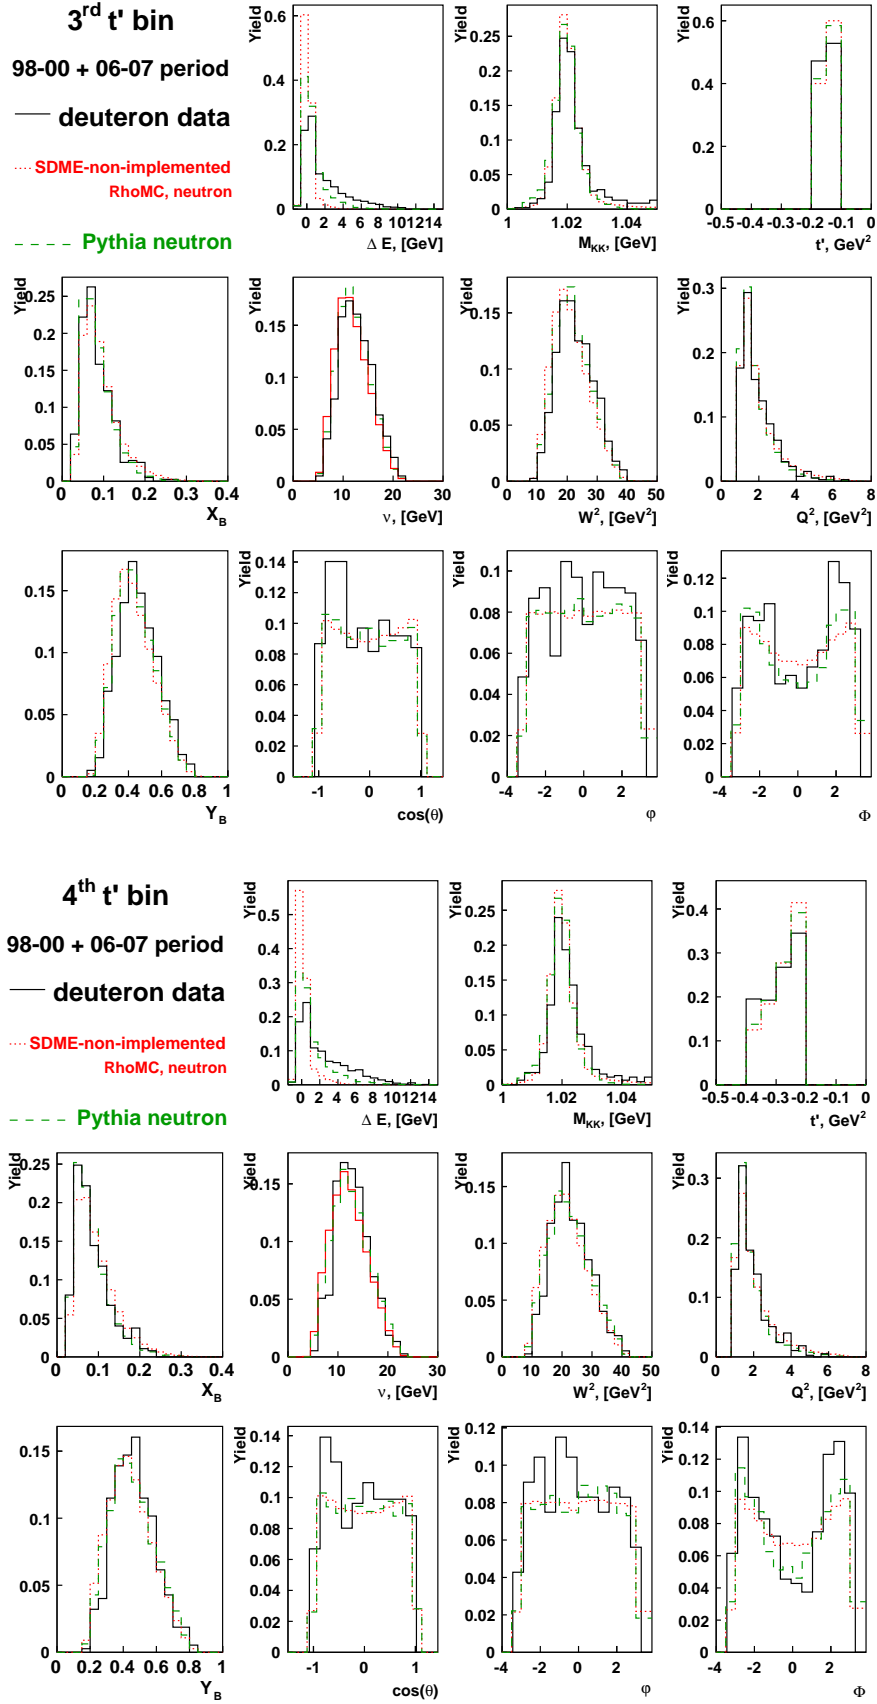 3rd t' bin
98-00 + 06-07 period
deuteron data
SDME-non-implemented
RhoMC, neutron
Pythia neutron
Yield
0.6
0.4
0.2
0
0 2 4 6 8 10 12 14
Δ E, [GeV]
Yield
0.25
0.2
0.15
0.1
0.05
0
1 1.02 1.04
M_KK, [GeV]
Yield
0.6
0.4
0.2
0
-0.5 -0.4 -0.3 -0.2 -0.1 0
t', GeV²
Yield
0.25
0.2
0.15
0.1
0.05
0
0 0.1 0.2 0.3 0.4
X_B
Yield
0.15
0.1
0.05
0
0 10 20 30
ν, [GeV]
Yield
0.15
0.1
0.05
0
0 10 20 30 40 50
W², [GeV²]
Yield
0.3
0.2
0.1
0
0 2 4 6 8
Q², [GeV²]
Yield
0.15
0.1
0.05
0
0 0.2 0.4 0.6 0.8 1
Y_B
Yield
0.14
0.12
0.1
0.08
0.06
0.04
0.02
0
-1 0 1
cos(θ)
Yield
0.1
0.08
0.06
0.04
0.02
0
-4 -2 0 2
φ
Yield
0.12
0.1
0.08
0.06
0.04
0.02
0
-4 -2 0 2
Φ
4th t' bin
98-00 + 06-07 period
deuteron data
SDME-non-implemented
RhoMC, neutron
Pythia neutron
Yield
0.5
0.4
0.3
0.2
0.1
0
0 2 4 6 8 10 12 14
Δ E, [GeV]
Yield
0.25
0.2
0.15
0.1
0.05
0
1 1.02 1.04
M_KK, [GeV]
Yield
0.4
0.3
0.2
0.1
0
-0.5 -0.4 -0.3 -0.2 -0.1 0
t', GeV²
Yield
0.25
0.2
0.15
0.1
0.05
0
0 0.1 0.2 0.3 0.4
X_B
Yield
0.15
0.1
0.05
0
0 10 20 30
ν, [GeV]
Yield
0.15
0.1
0.05
0
0 10 20 30 40 50
W², [GeV²]
Yield
0.3
0.2
0.1
0
0 2 4 6 8
Q², [GeV²]
Yield
0.15
0.1
0.05
0
0 0.2 0.4 0.6 0.8 1
Y_B
Yield
0.14
0.12
0.1
0.08
0.06
0.04
0.02
0
-1 0 1
cos(θ)
Yield
0.12
0.1
0.08
0.06
0.04
0.02
0
-4 -2 0 2
φ
Yield
0.14
0.12
0.1
0.08
0.06
0.04
0.02
0
-4 -2 0 2
Φ